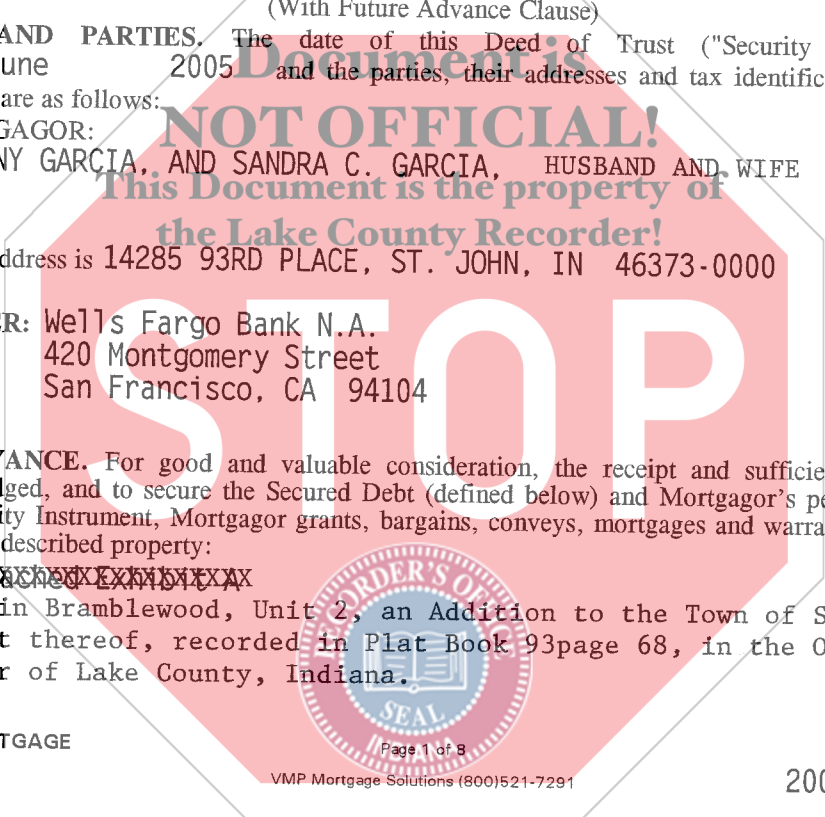 (With Future Advance Clause)
AND PARTIES. The date of this Deed of Trust ("Security
une 2005 and the parties, their addresses and tax identific
are as follows:
GAGOR:
NY GARCIA, AND SANDRA C. GARCIA, HUSBAND AND WIFE
Document is
NOT OFFICIAL!
This Document is the property of
the Lake County Recorder!
ddress is 14285 93RD PLACE, ST. JOHN, IN 46373-0000
R: Wells Fargo Bank N.A.
420 Montgomery Street
San Francisco, CA 94104
STOP
ANCE. For good and valuable consideration, the receipt and sufficie
ged, and to secure the Secured Debt (defined below) and Mortgagor's pe
ity Instrument, Mortgagor grants, bargains, conveys, mortgages and warra
described property:
ached Exhibit A
in Bramblewood, Unit 2, an Addition to the Town of S
t thereof, recorded in Plat Book 93page 68, in the O
r of Lake County, Indiana.
RECORDER'S OFFICE
SEAL
INDIANA
TGAGE
Page 1 of 8
VMP Mortgage Solutions (800)521-7291
200